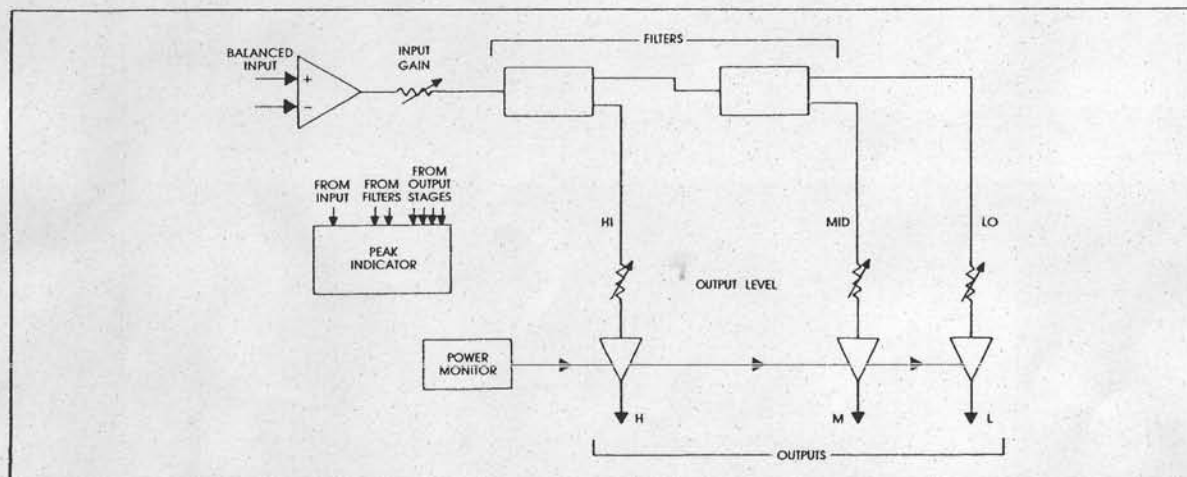 FILTERS
BALANCED
INPUT
INPUT
GAIN
+
−
FROM
INPUT
FROM
FILTERS
FROM
OUTPUT
STAGES
PEAK
INDICATOR
HI
MID
LO
OUTPUT LEVEL
POWER
MONITOR
H
M
L
OUTPUTS